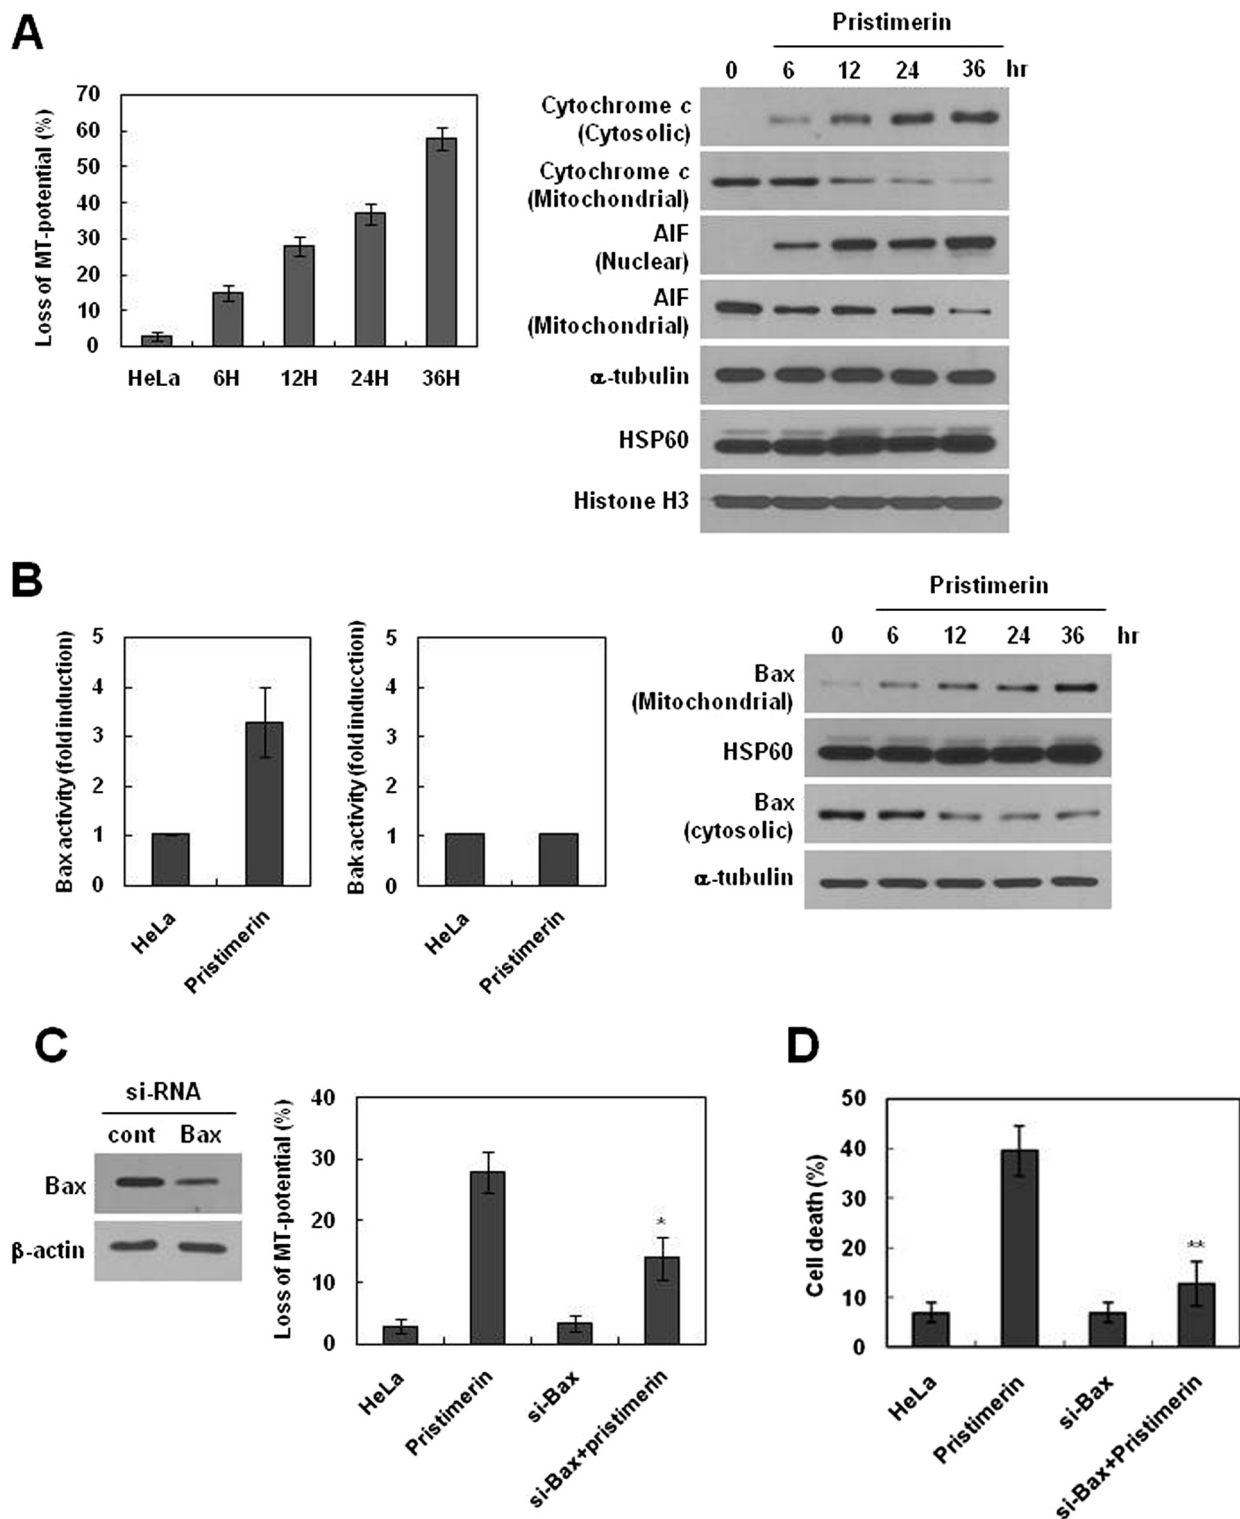 A
Pristimerin
0 6 12 24 36 hr
Loss of MT-potential (%)
70
60
50
40
30
20
10
0
HeLa 6H 12H 24H 36H
Cytochrome c
(Cytosolic)
Cytochrome c
(Mitochondrial)
AIF
(Nuclear)
AIF
(Mitochondrial)
α-tubulin
HSP60
Histone H3
B
Bax activity (fold induction)
5
4
3
2
1
0
HeLa
Pristimerin
Bak activity (fold inducction)
5
4
3
2
1
0
HeLa
Pristimerin
Pristimerin
0 6 12 24 36 hr
Bax
(Mitochondrial)
HSP60
Bax
(cytosolic)
α-tubulin
C
si-RNA
cont Bax
Bax
β-actin
Loss of MT-potential (%)
40
30
20
10
0
*
HeLa
Pristimerin
si-Bax
si-Bax+pristimerin
D
Cell death (%)
50
40
30
20
10
0
**
HeLa
Pristimerin
si-Bax
si-Bax+Pristimerin